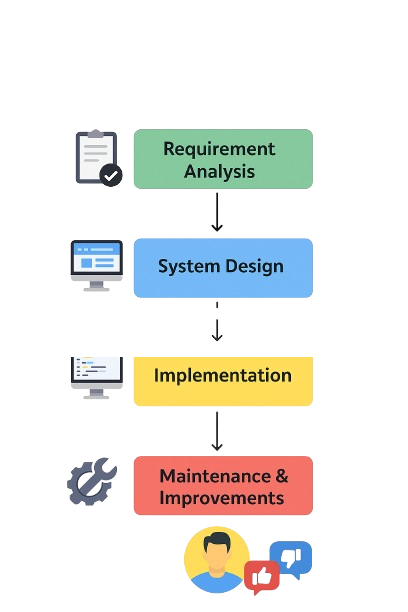 Requirement
Analysis
System Design
Implementation
Maintenance &
Improvements